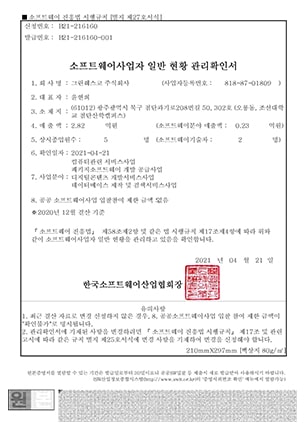 ■ 소프트웨어 진흥법 시행규칙 [별지 제27호서식]
신청번호 : B21-216160
발급번호 : B21-216160-001
소프트웨어사업자 일반 현황 관리확인서
1. 회 사 명 : 그린웨스코 주식회사 (사업자등록번호 : 818-87-01809 )
2. 대 표 자 :
3. 소 재 지 : (61012) 광주광역시 북구 첨단과기로208번길 50, 302호 (오룡동, 조선대학교 첨단산학캠퍼스)
4. 매 출 액 : 2.82 억원 (소프트웨어분야 매출액 : 0.23 억원)
5. 상시종업원수 : 5 명 (소프트웨어기술자 : 2 명)
6. 확인일자 : 2021-04-21
컴퓨터관련 서비스사업
패키지소프트웨어 개발 공급사업
7. 사업분야 : 디지털콘텐츠 개발서비스사업
데이터베이스 제작 및 검색서비스사업
8. 공공 소프트웨어사업 입찰참여 제한 금액 없음
※ 2020년 12월 결산 기준
『 소프트웨어 진흥법』 제58조제2항 및 같은 법 시행규칙 제17조제4항에 따라 위와
같이 소프트웨어사업자 일반 현황을 관리하고 있음을 확인합니다.
2021 년 04 월 21 일
한국소프트웨어산업협회장
유의사항
1. 최근 결산 자료로 변경 신청하지 않은 경우, 8. 공공소프트웨어사업 입찰 참여 제한 금액이
"확인불가"로 명시됩니다.
2. 관리확인서에 기재된 사항을 변경하려면 『 소프트웨어 진흥법 시행규칙』 제17조 및 관련
고시에 따라 같은 규칙 별지 제25호서식에 변경 사항을 기재하여 변경을 신청해야 합니다.
210mm×297mm [백상지 80g/㎡]
원본